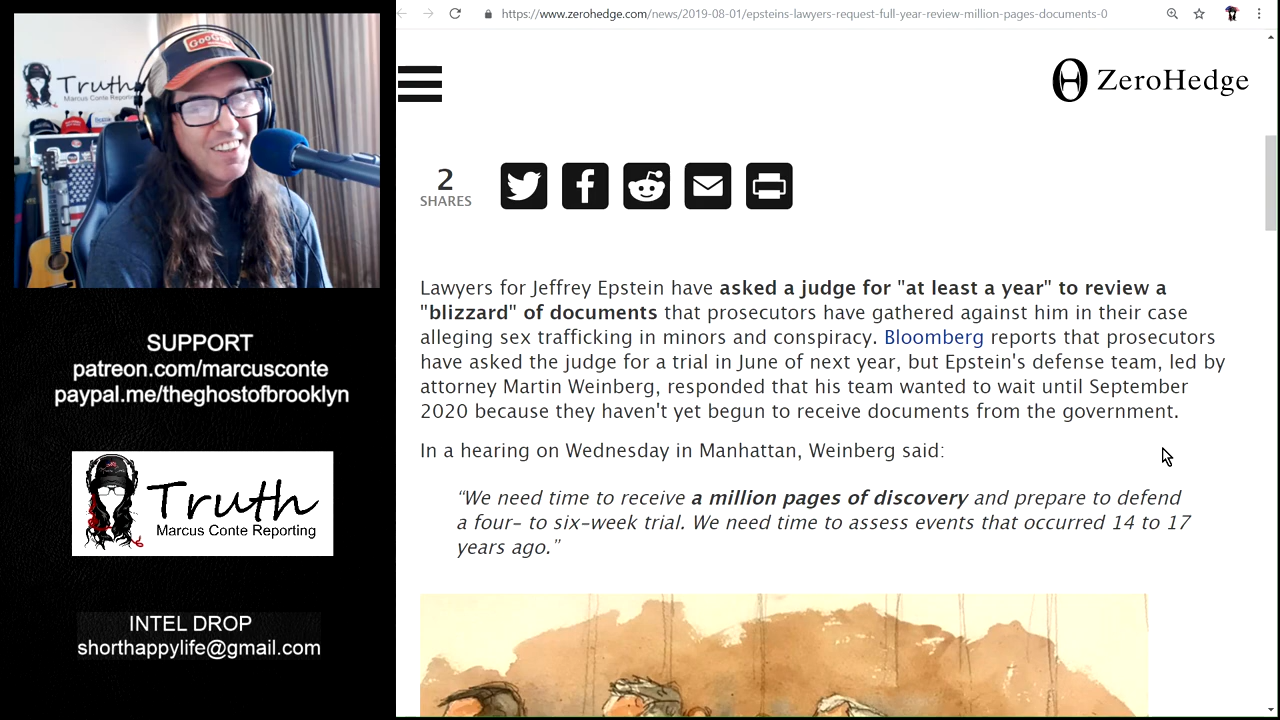 Truth
Marcus Conte Reporting
SUPPORT
patreon.com/marcusconte
paypal.me/theghostofbrooklyn
Truth
Marcus Conte Reporting
INTEL DROP
shorthappylife@gmail.com
https://www.zerohedge.com/news/2019-08-01/epsteins-lawyers-request-full-year-review-million-pages-documents-0
ZeroHedge
2
SHARES
Lawyers for Jeffrey Epstein have asked a judge for "at least a year" to review a
"blizzard" of documents that prosecutors have gathered against him in their case
alleging sex trafficking in minors and conspiracy. Bloomberg reports that prosecutors
have asked the judge for a trial in June of next year, but Epstein's defense team, led by
attorney Martin Weinberg, responded that his team wanted to wait until September
2020 because they haven't yet begun to receive documents from the government.
In a hearing on Wednesday in Manhattan, Weinberg said:
“We need time to receive a million pages of discovery and prepare to defend
a four- to six-week trial. We need time to assess events that occurred 14 to 17
years ago.”